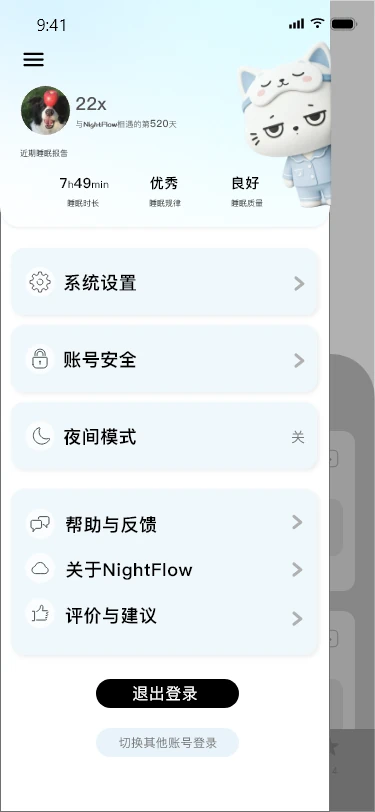 9:41
22x
与NightFlow相遇的第520天
近期睡眠报告
7h49min 优秀 良好
睡眠时长 睡眠规律 睡眠质量
系统设置
账号安全
夜间模式 关
帮助与反馈
关于NightFlow
评价与建议
退出登录
切换其他账号登录